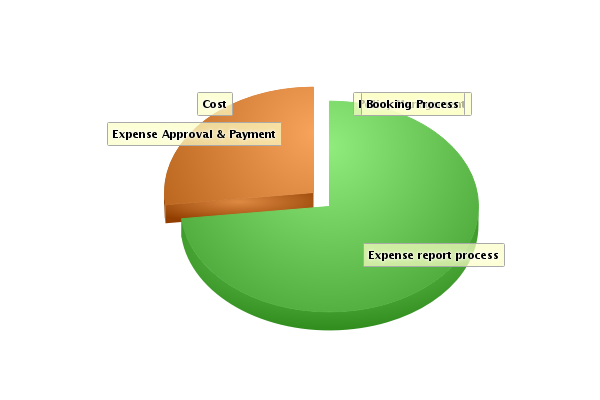 Cost
Booking Process
Expense Approval & Payment
Expense report process